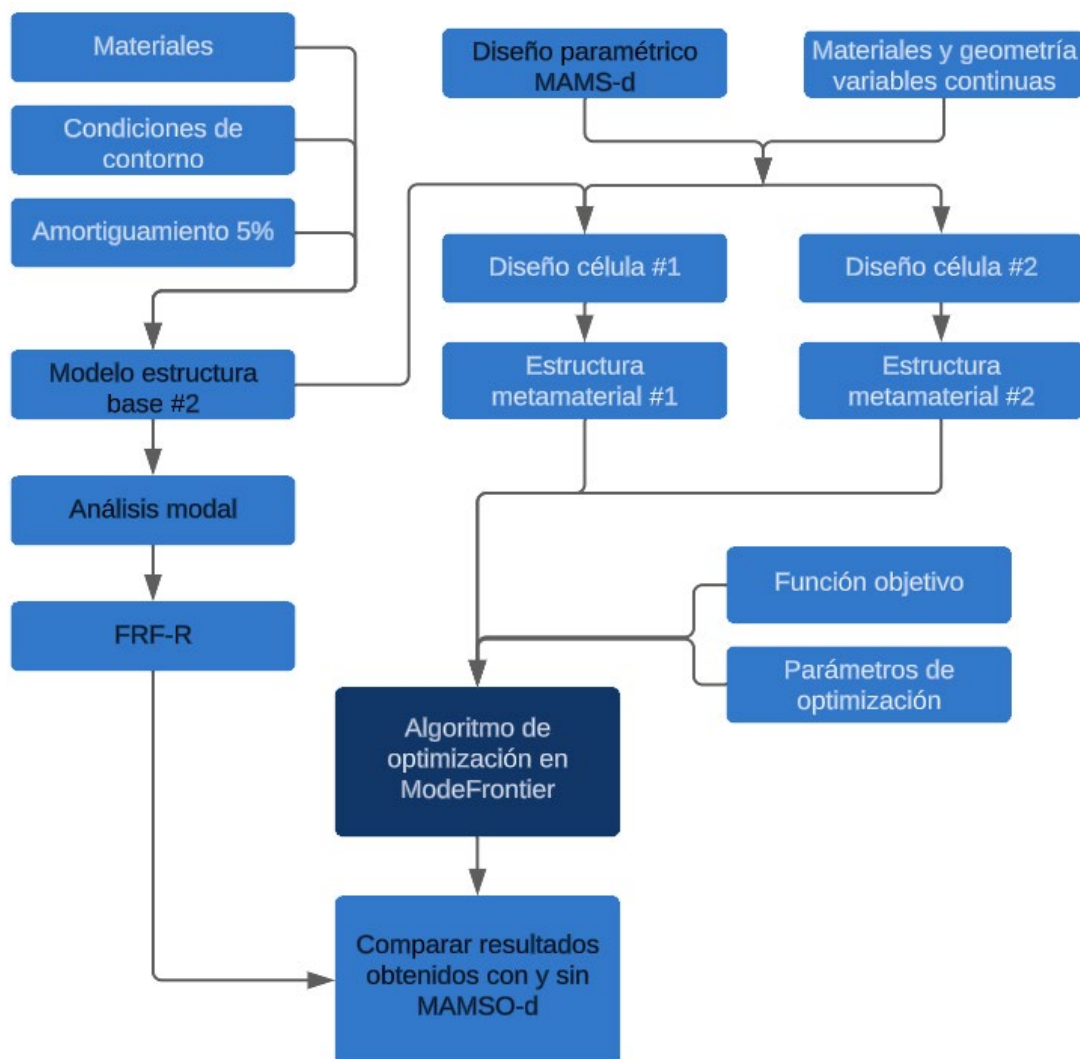 Materiales
Condiciones de
contorno
Amortiguamiento 5%
Modelo estructura
base #2
Análisis modal
FRF-R
Diseño paramétrico
MAMS-d
Materiales y geometría
variables continuas
Diseño célula #1
Diseño célula #2
Estructura
metamaterial #1
Estructura
metamaterial #2
Función objetivo
Parámetros de
optimización
Algoritmo de
optimización en
ModeFrontier
Comparar resultados
obtenidos con y sin
MAMSO-d